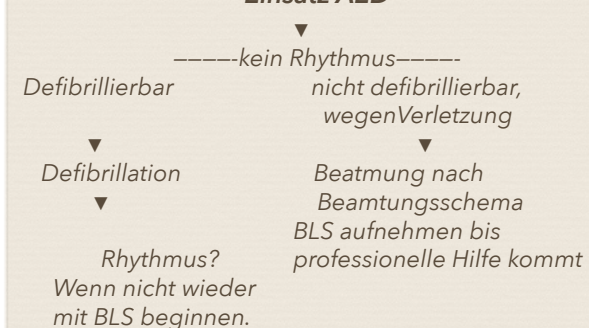 Einsatz AED
▼
————-kein Rhythmus————-
Defibrillierbar
nicht defibrillierbar,
wegenVerletzung
▼
▼
Defibrillation
Beatmung nach
▼
Beamtungsschema
BLS aufnehmen bis
Rhythmus?
professionelle Hilfe kommt
Wenn nicht wieder
mit BLS beginnen.